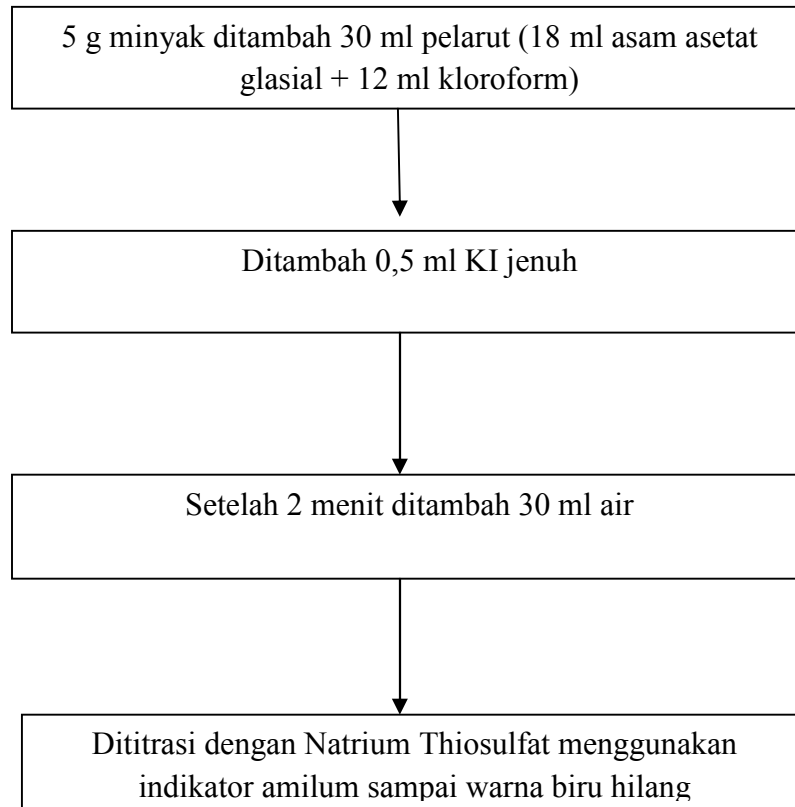 5 g minyak ditambah 30 ml pelarut (18 ml asam asetat
glasial + 12 ml kloroform)
Ditambah 0,5 ml KI jenuh
Setelah 2 menit ditambah 30 ml air
Dititrasi dengan Natrium Thiosulfat menggunakan
indikator amilum sampai warna biru hilang